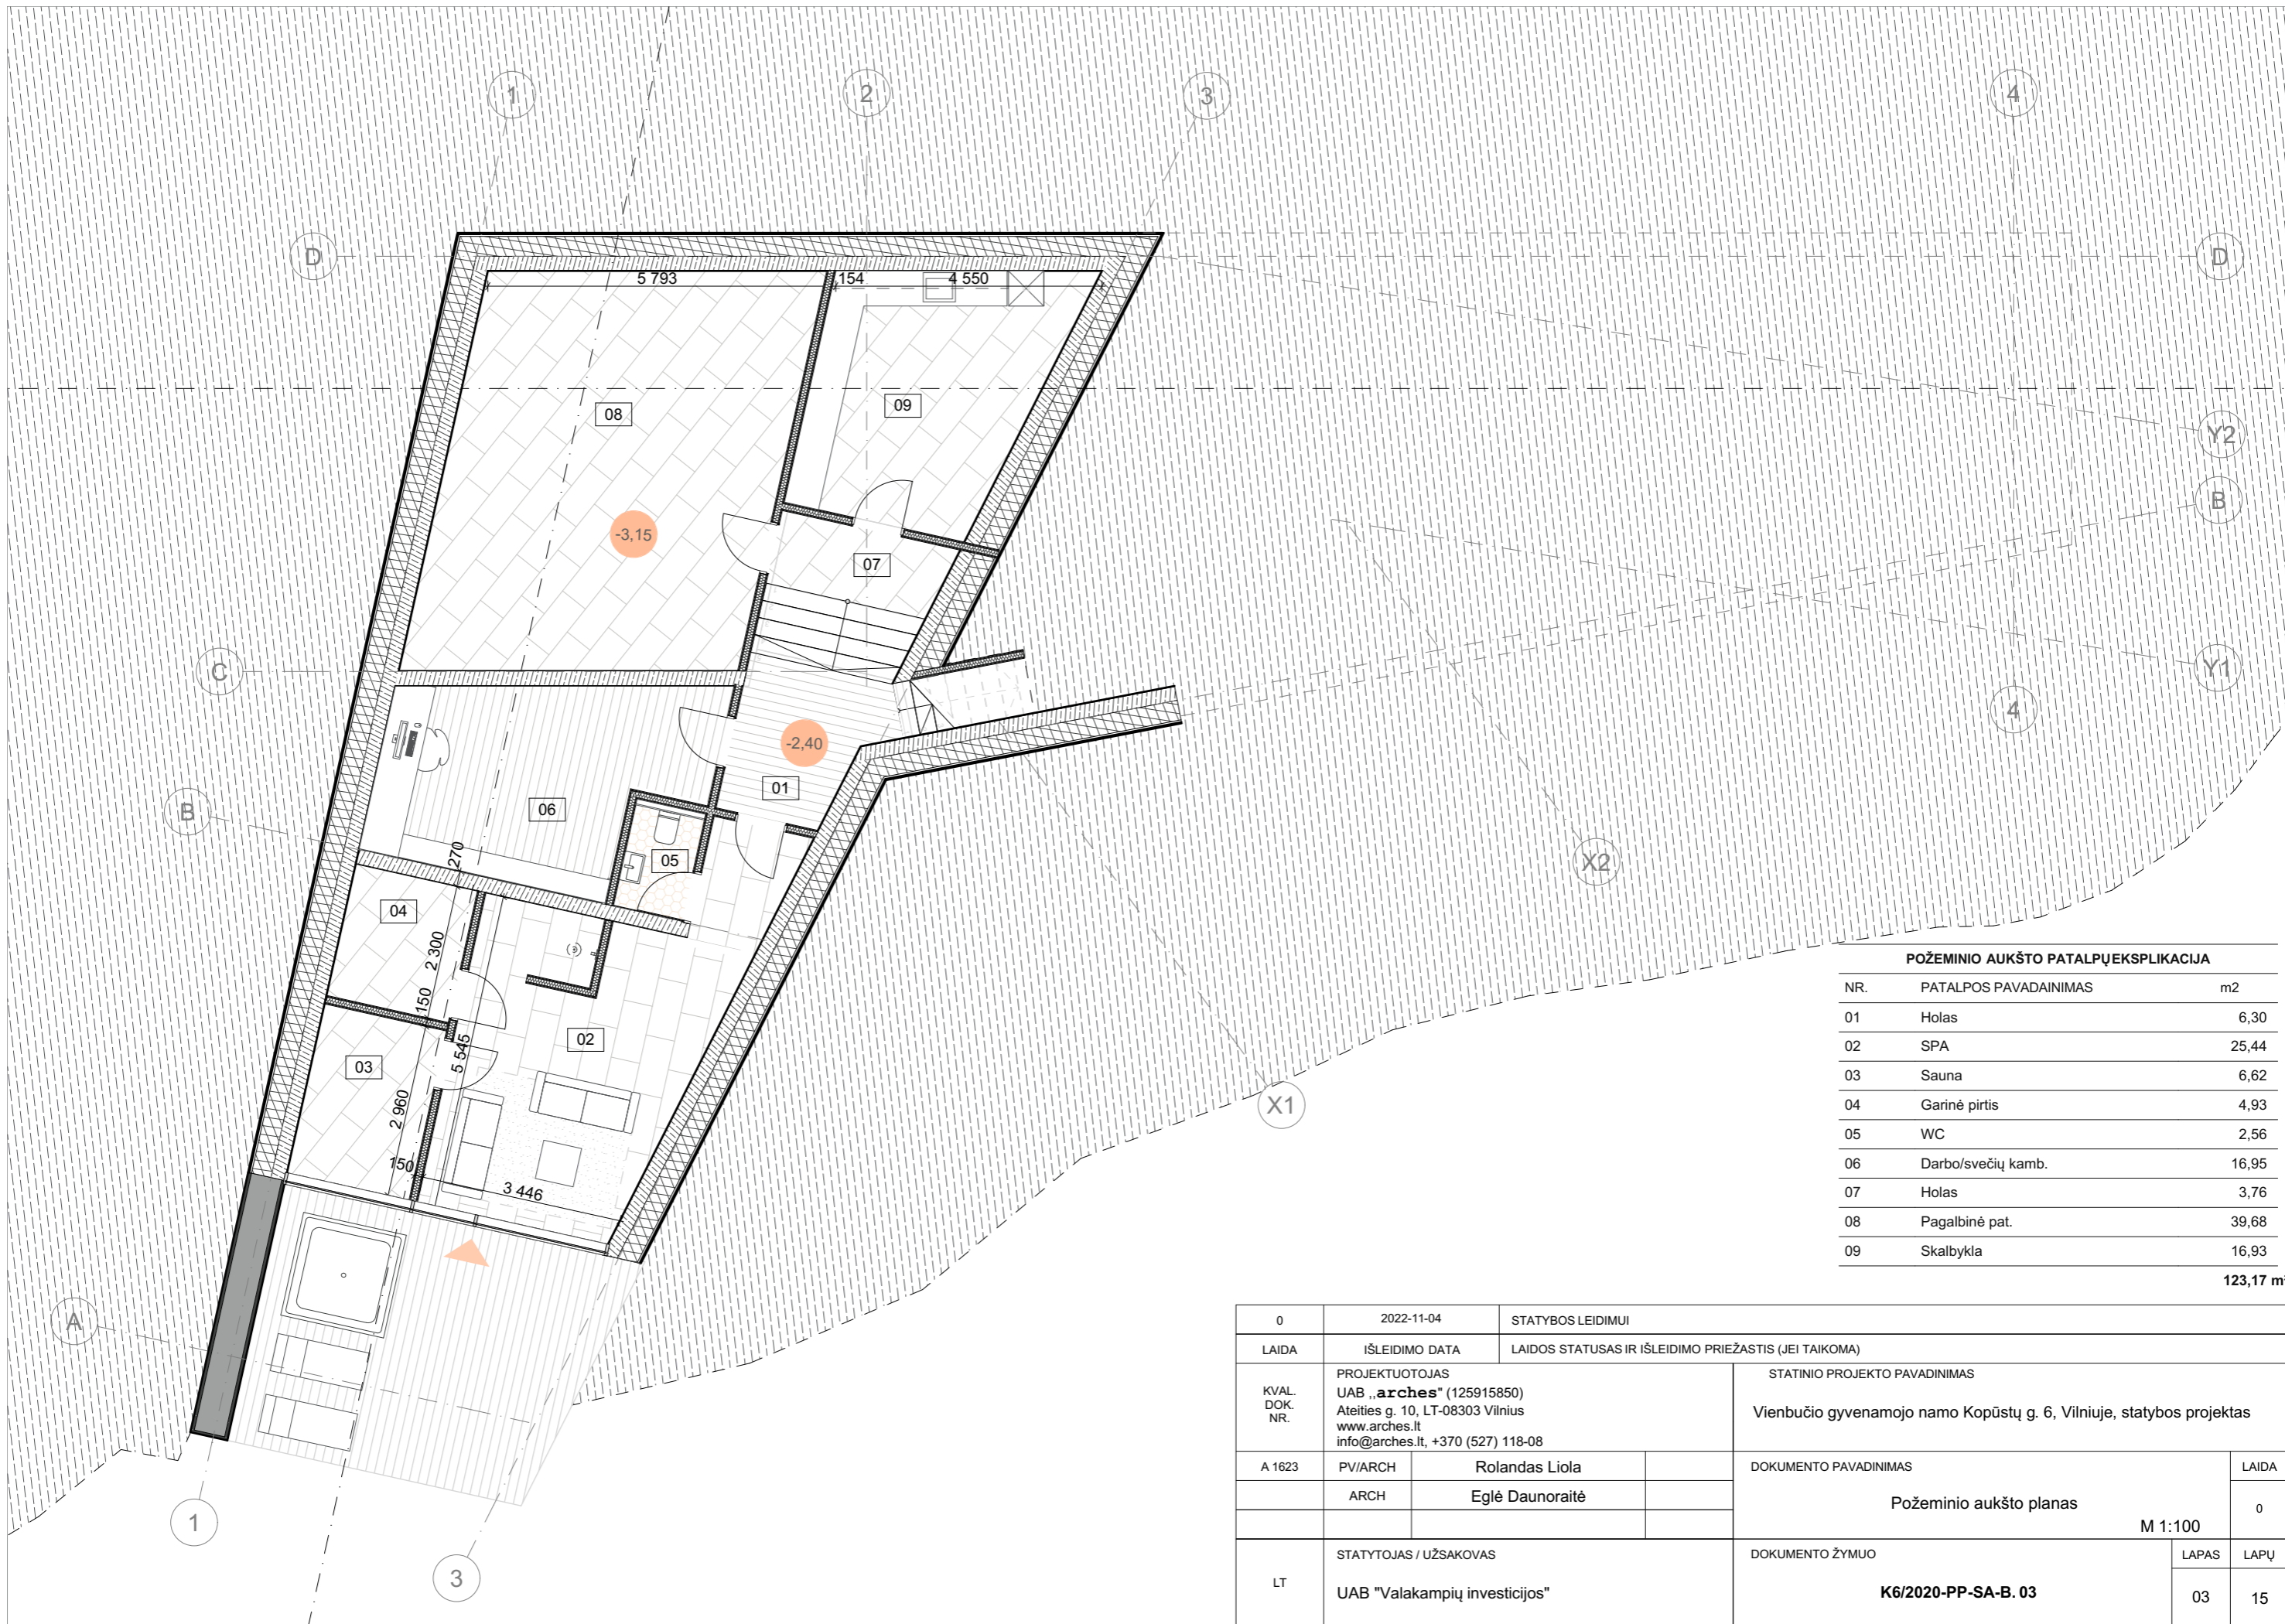 1
2
3
4
D
D
5 793
154
4 550
08
09
Y2
B
-3,15
07
C
Y1
4
-2,40
01
06
B
270
05
X2
04
2 300
150
02
5 545
03
2 960
X1
150
3 446
A
1
3
POŽEMINIO AUKŠTO PATALPŲ EKSPLIKACIJA
NR. PATALPOS PAVADAINIMAS m2
01 Holas 6,30
02 SPA 25,44
03 Sauna 6,62
04 Garinė pirtis 4,93
05 WC 2,56
06 Darbo/svečių kamb. 16,95
07 Holas 3,76
08 Pagalbinė pat. 39,68
09 Skalbykla 16,93
123,17 m²
0 2022-11-04 STATYBOS LEIDIMUI
LAIDA IŠLEIDIMO DATA LAIDOS STATUSAS IR IŠLEIDIMO PRIEŽASTIS (JEI TAIKOMA)
KVAL.
DOK.
NR.
PROJEKTUOTOJAS
UAB ,,arches" (125915850)
Ateities g. 10, LT-08303 Vilnius
www.arches.lt
info@arches.lt, +370 (527) 118-08
STATINIO PROJEKTO PAVADINIMAS
Vienbučio gyvenamojo namo Kopūstų g. 6, Vilniuje, statybos projektas
A 1623 PV/ARCH Rolandas Liola
ARCH Eglė Daunoraitė
DOKUMENTO PAVADINIMAS
Požeminio aukšto planas
M 1:100
LAIDA
0
LT
STATYTOJAS / UŽSAKOVAS
UAB "Valakampių investicijos"
DOKUMENTO ŽYMUO
K6/2020-PP-SA-B. 03
LAPAS LAPŲ
03 15